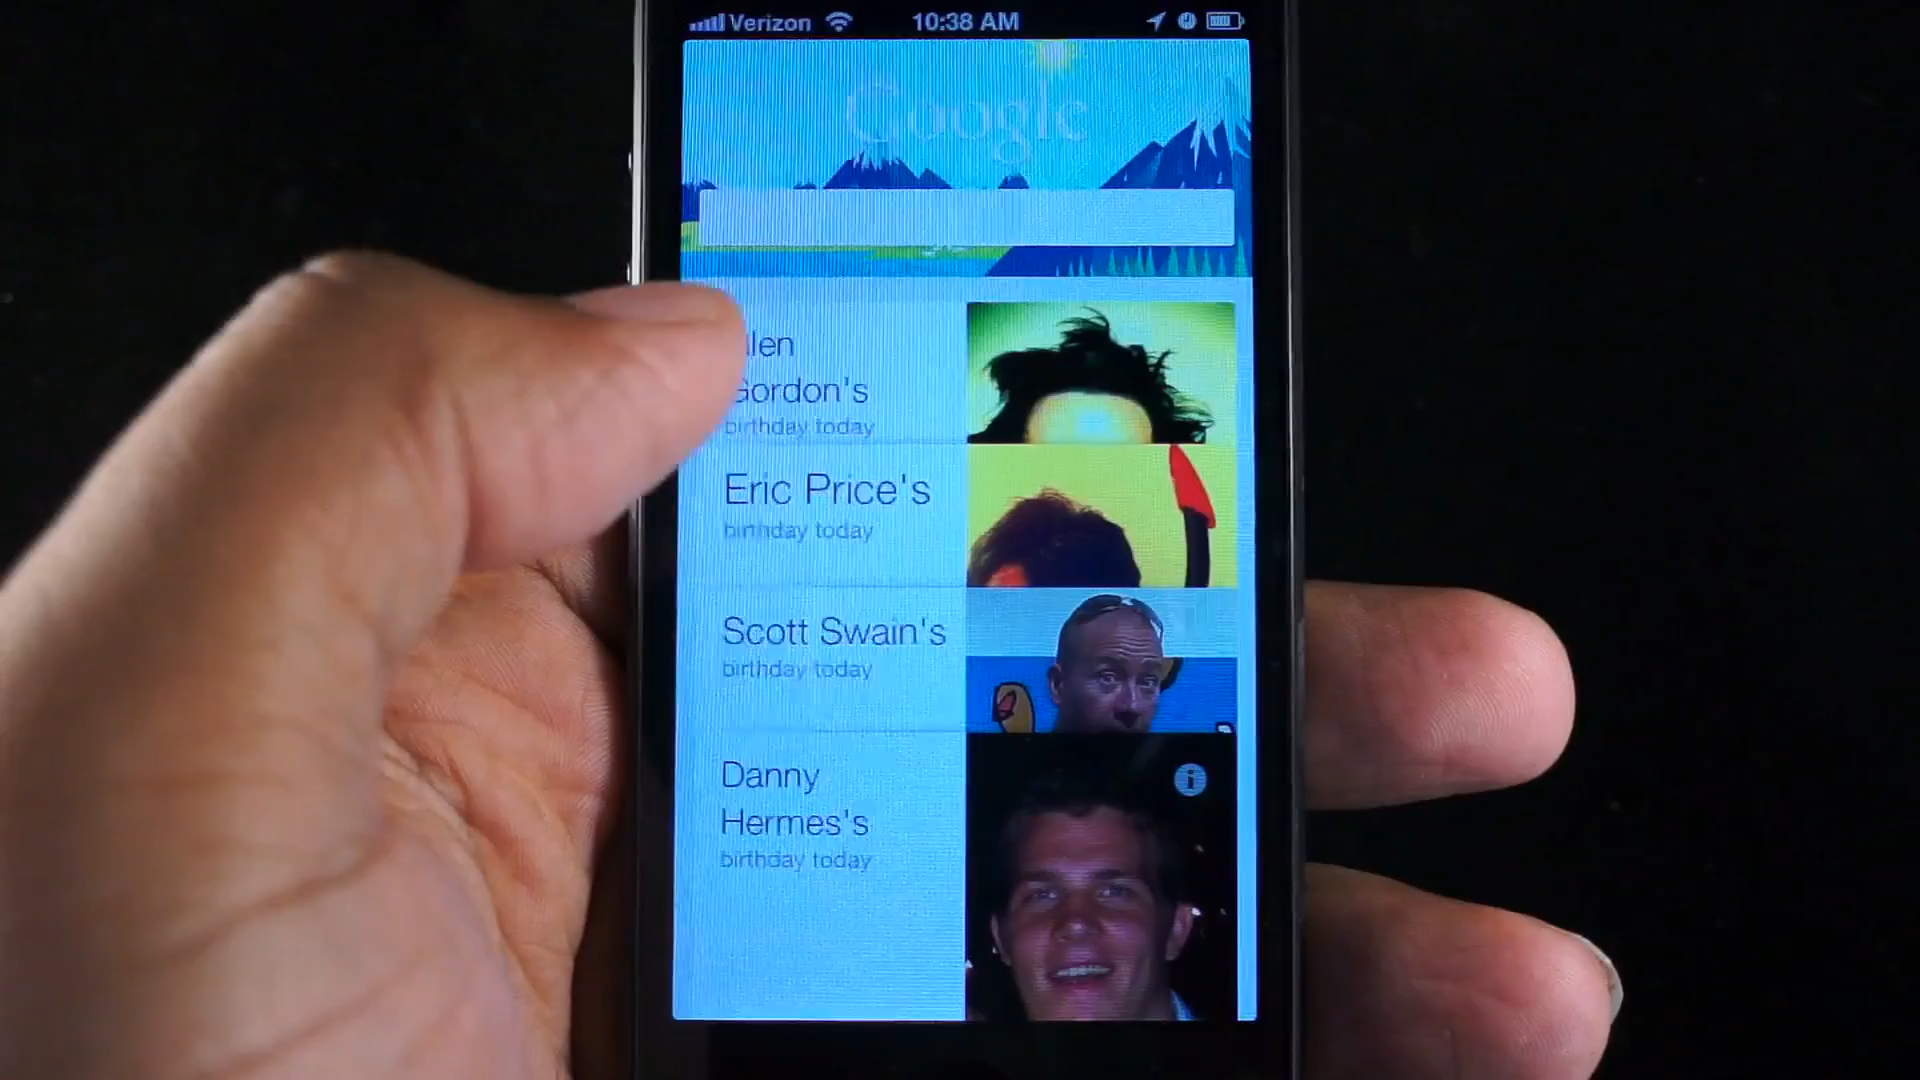 Verizon 10:38 AM
Google
Gordon's
birthday today
Eric Price's
birthday today
Scott Swain's
birthday today
Danny
Hermes's
birthday today